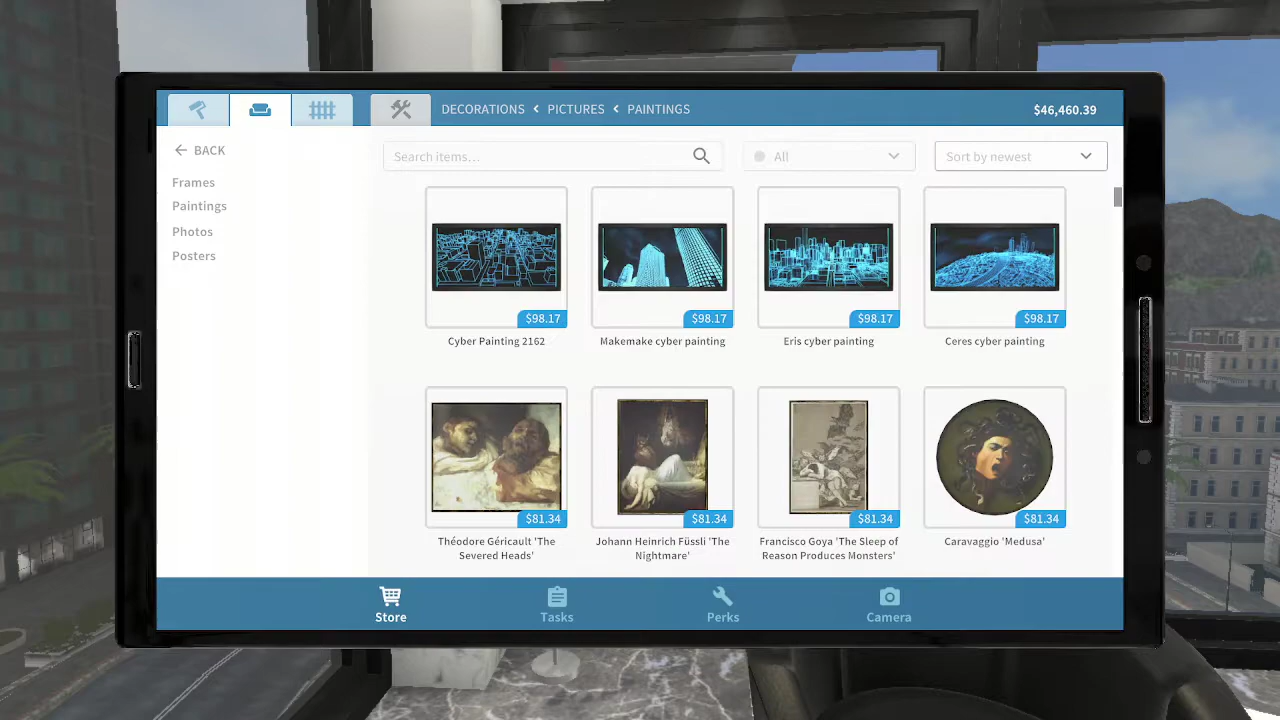 DECORATIONS < PICTURES < PAINTINGS
$46,460.39
BACK
Search items...
All
Sort by newest
Frames
Paintings
Photos
Posters
$98.17
$98.17
$98.17
$98.17
Cyber Painting 2162
Makemake cyber painting
Eris cyber painting
Ceres cyber painting
$81.34
$81.34
$81.34
$81.34
Théodore Géricault 'The
Severed Heads'
Johann Heinrich Füssli 'The
Nightmare'
Francisco Goya 'The Sleep of
Reason Produces Monsters'
Caravaggio 'Medusa'
Store
Tasks
Perks
Camera